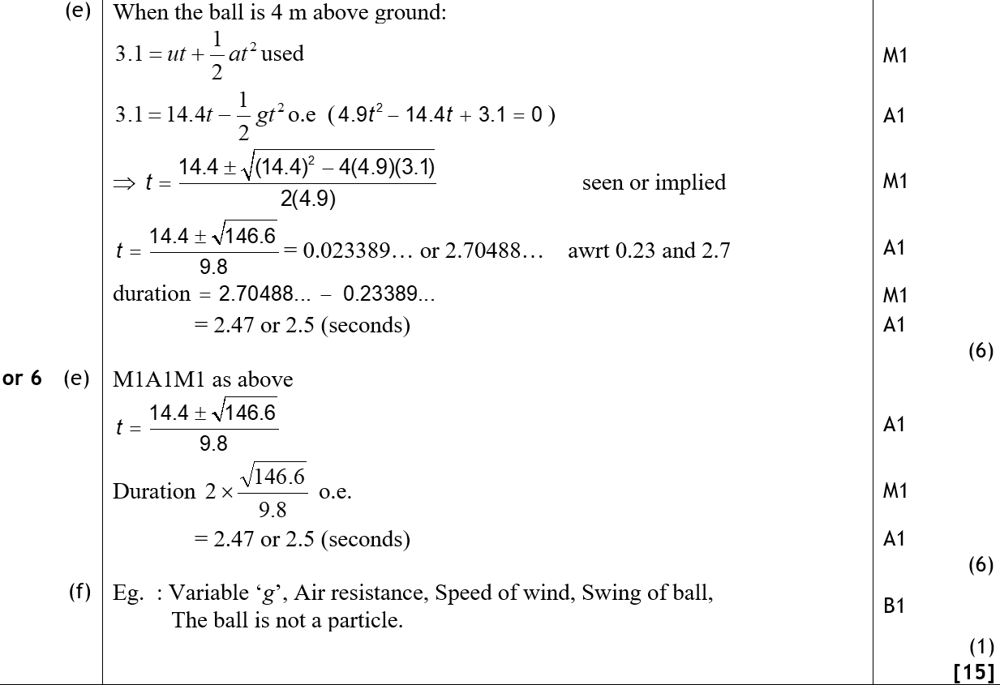 (e) When the ball is 4 m above ground:
3.1 = ut + 1/2 at² used M1
3.1 = 14.4t − 1/2 gt² o.e ( 4.9t² − 14.4t + 3.1 = 0 ) A1
⇒ t = (14.4 ± √((14.4)² − 4(4.9)(3.1))) / 2(4.9) seen or implied M1
t = (14.4 ± √146.6) / 9.8 = 0.023389… or 2.70488… awrt 0.23 and 2.7 A1
duration = 2.70488... − 0.23389... M1
= 2.47 or 2.5 (seconds) A1
(6)
or 6 (e) M1A1M1 as above
t = (14.4 ± √146.6) / 9.8 A1
Duration 2 × √146.6 / 9.8 o.e. M1
= 2.47 or 2.5 (seconds) A1
(6)
(f) Eg. : Variable ‘g’, Air resistance, Speed of wind, Swing of ball, B1
The ball is not a particle.
(1)
[15]